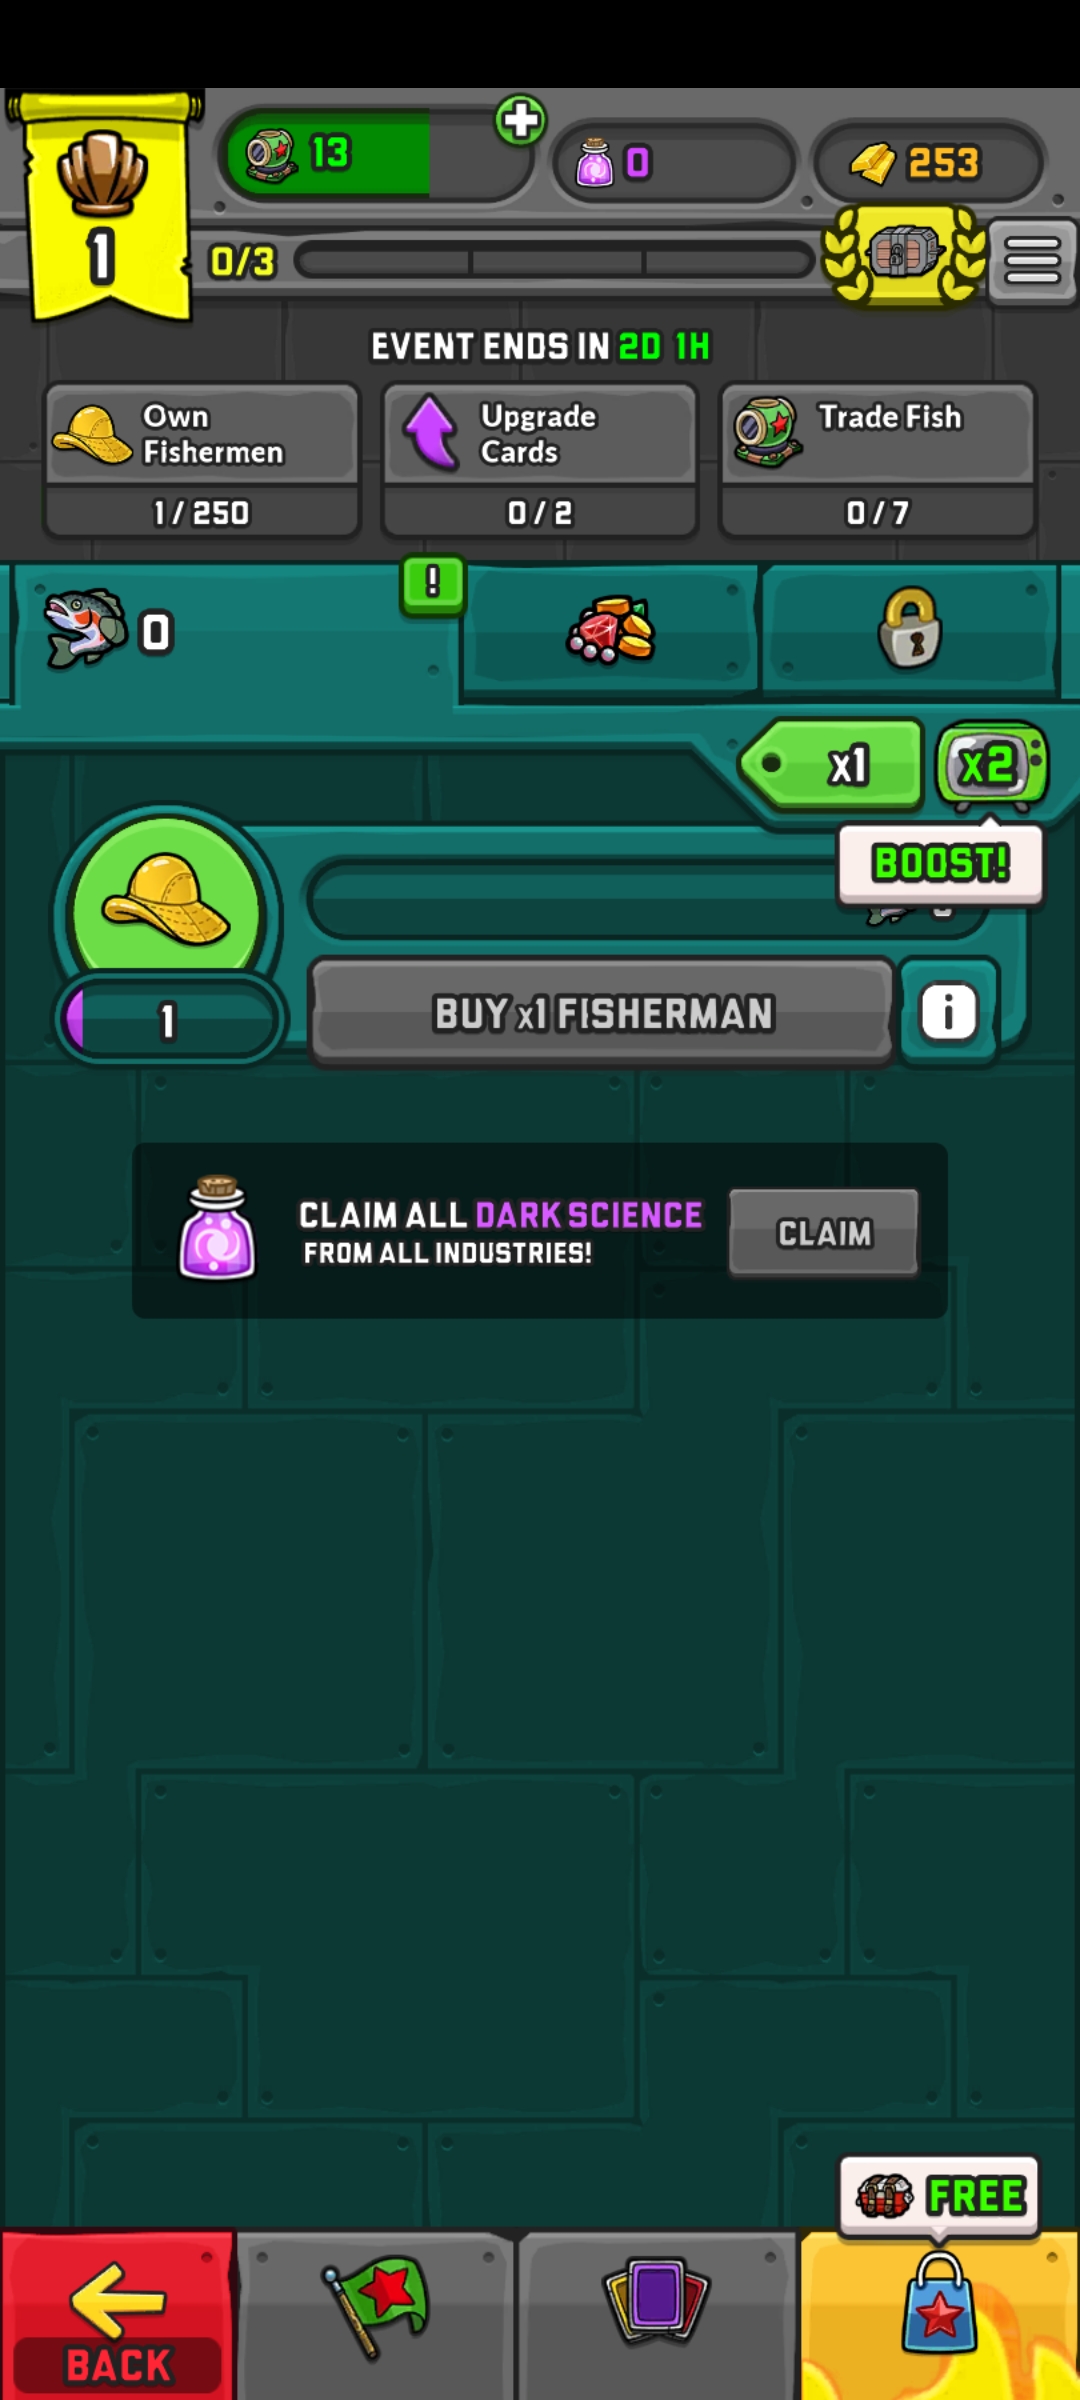 13
0
253
1
0/3
EVENT ENDS IN 2D 1H
Own
Fishermen
Upgrade
Cards
Trade Fish
1 / 250
0 / 2
0 / 7
!
0
x1
x2
BOOST!
1
BUY x1 FISHERMAN
i
CLAIM ALL DARK SCIENCE
FROM ALL INDUSTRIES!
CLAIM
FREE
BACK